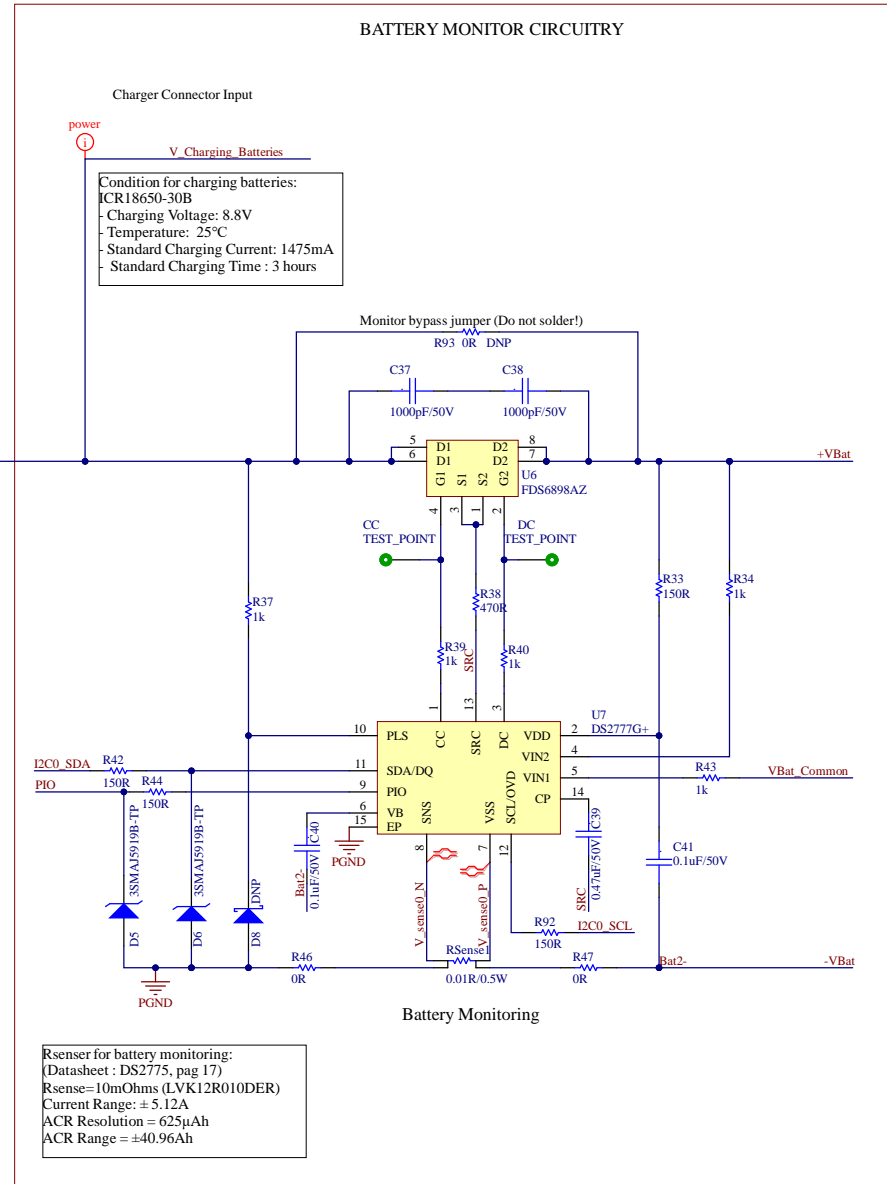 BATTERY MONITOR CIRCUITRY
Charger Connector Input
power
i
V_Charging_Batteries
Condition for charging batteries:
ICR18650-30B
- Charging Voltage: 8.8V
- Temperature:  25°C
- Standard Charging Current: 1475mA
-  Standard Charging Time : 3 hours
Monitor bypass jumper (Do not solder!)
R93 0R DNP
C37
1000pF/50V
C38
1000pF/50V
5
6
D1
D1
D2
D2
8
7
G1
S1
S2
G2
U6
FDS6898AZ
4
3
1
2
+VBat
CC
TEST_POINT
DC
TEST_POINT
R37
1k
R38
470R
R39
1k
SRC
R40
1k
R33
150R
R34
1k
1
13
3
U7
DS2777G+
10
PLS
CC
SRC
DC
VDD
2
VIN2
4
I2C0_SDA
R42
150R
11
SDA/DQ
VIN1
5
R43
1k
VBat_Common
PIO
R44
150R
9
PIO
CP
14
6
VB
15
EP
SNS
VSS
SCL/OVD
8
7
12
PGND
C40
0.1uF/50V
Bat2-
C39
0.47uF/50V
SRC
C41
0.1uF/50V
3SMAJ5919B-TP
D5
3SMAJ5919B-TP
D6
DNP
D8
V_sense0_N
V_sense0_P
R92
150R
I2C0_SCL
PGND
R46
0R
RSense1
0.01R/0.5W
R47
0R
Bat2-
-VBat
Battery Monitoring
Rsenser for battery monitoring:
(Datasheet : DS2775, pag 17)
Rsense=10mOhms (LVK12R010DER)
Current Range: ± 5.12A
ACR Resolution = 625µAh
ACR Range = ±40.96Ah